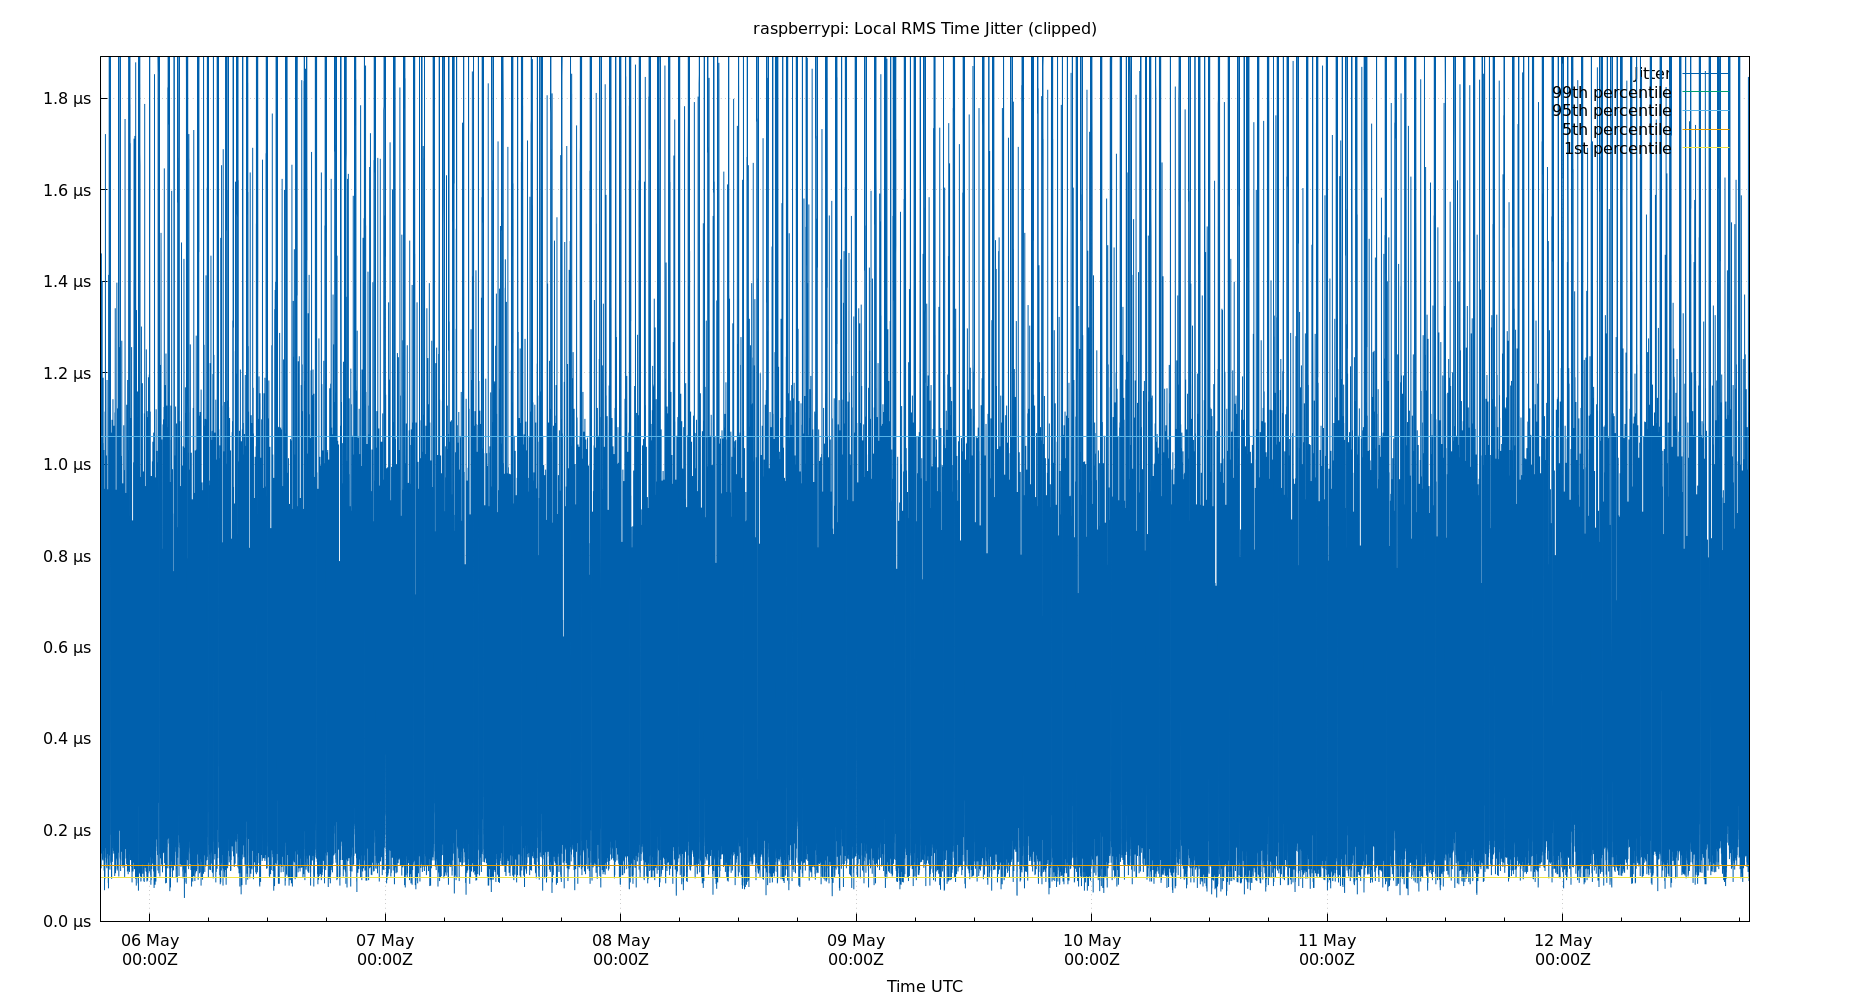 raspberrypi: Local RMS Time Jitter (clipped)
jitter
99th percentile
95th percentile
5th percentile
1st percentile
1.8 µs
1.6 µs
1.4 µs
1.2 µs
1.0 µs
0.8 µs
0.6 µs
0.4 µs
0.2 µs
0.0 µs
06 May 07 May 08 May 09 May 10 May 11 May 12 May
00:00Z 00:00Z 00:00Z 00:00Z 00:00Z 00:00Z 00:00Z
Time UTC